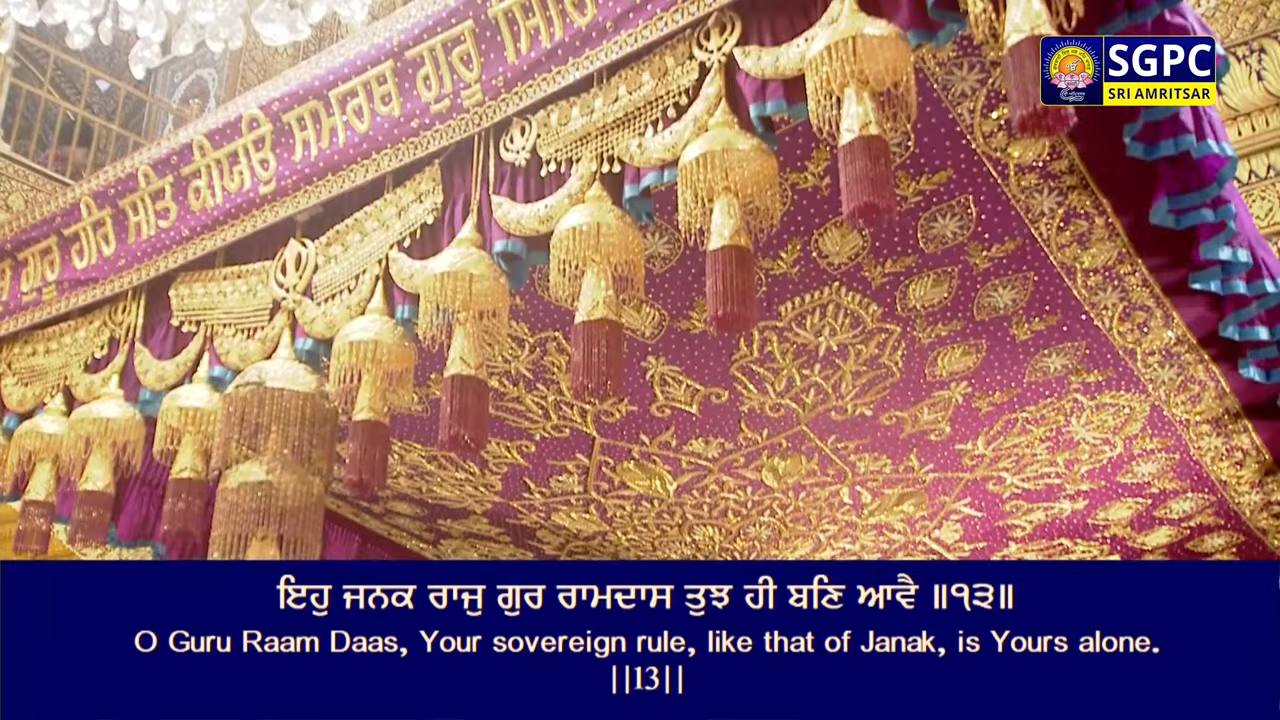 SGPC
SRI AMRITSAR
ਗੁਰੂ ਹਰਿ ਸਤਿ ਕੀਯਉ ਸਮਰਥ ਗੁਰੂ
ਇਹੁ ਜਨਕ ਰਾਜੁ ਗੁਰ ਰਾਮਦਾਸ ਤੁਝ ਹੀ ਬਣਿ ਆਵੈ ॥੧੩॥
O Guru Raam Daas, Your sovereign rule, like that of Janak, is Yours alone.
||13||